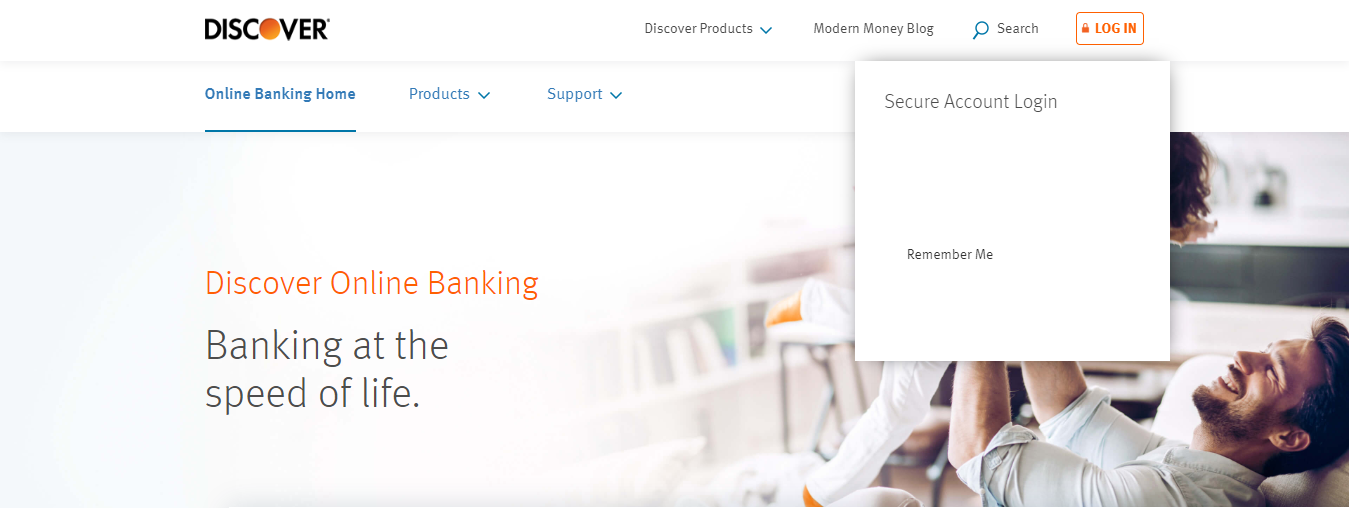 DISCOVER
Discover Products
Modern Money Blog
Search
LOG IN
Online Banking Home
Products
Support
Secure Account Login
Remember Me
Discover Online Banking
Banking at the
speed of life.